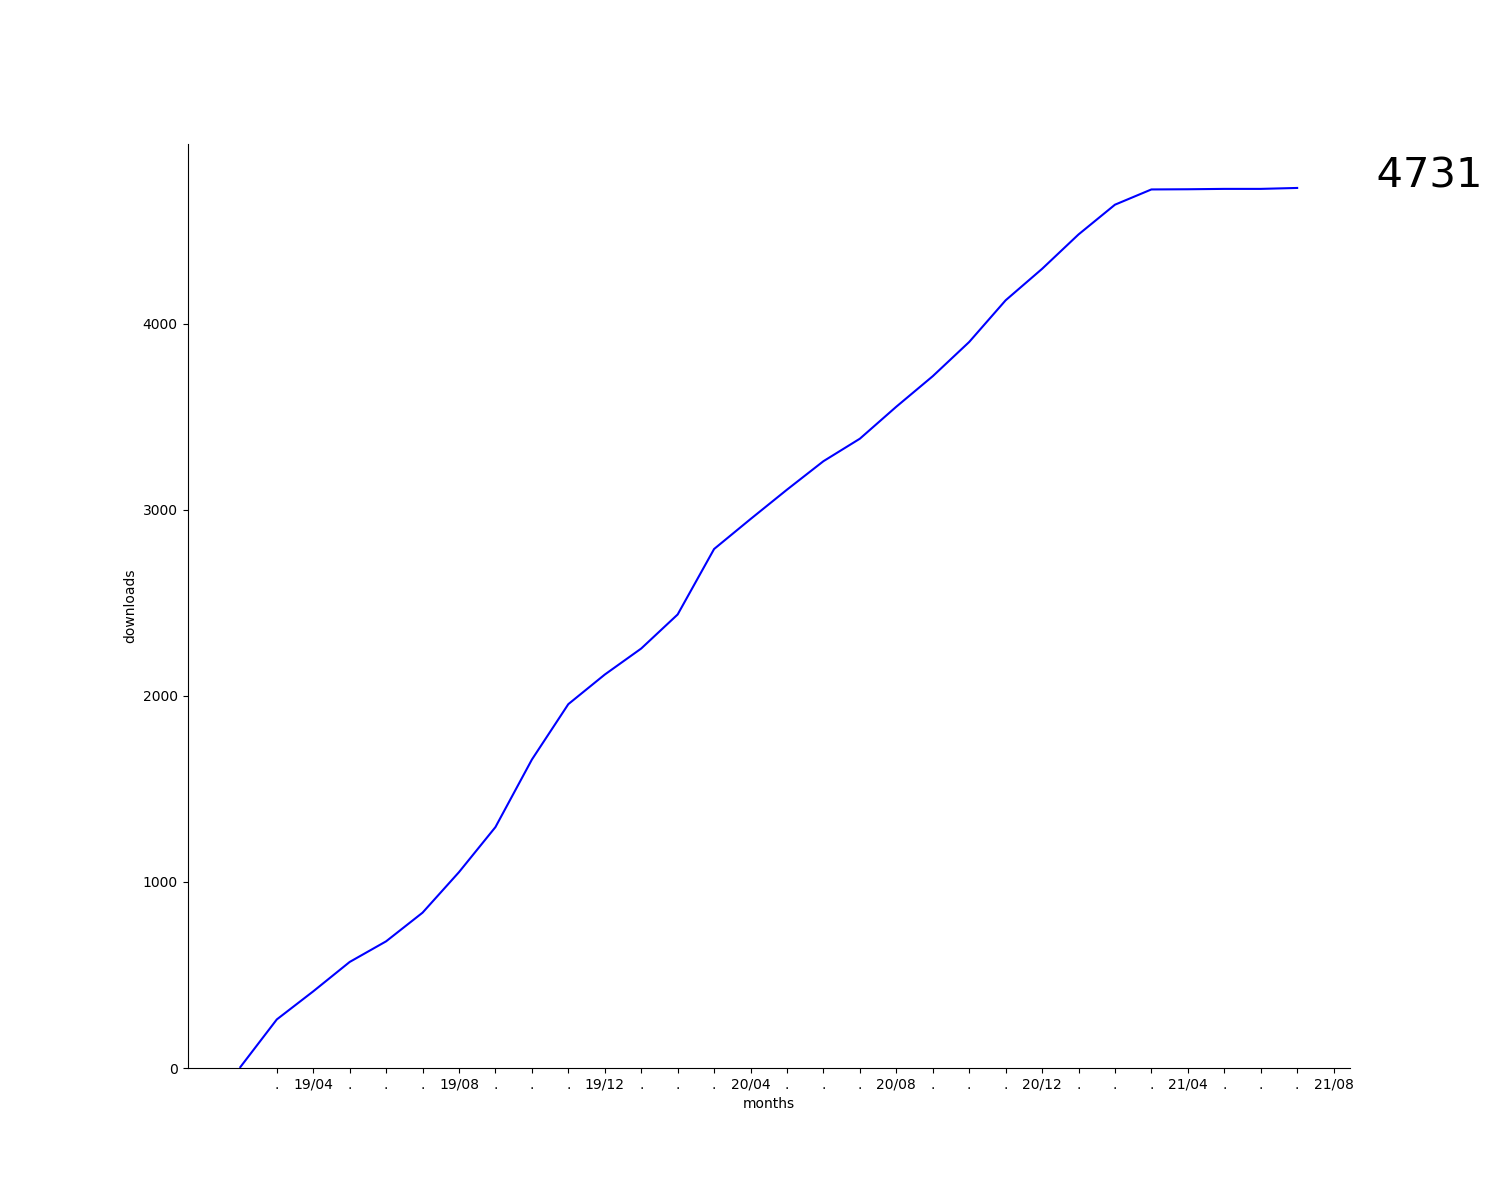 4731
4000
3000
2000
1000
0
downloads
. 19/04 . . . 19/08 . . . 19/12 . . . 20/04 . . . 20/08 . . . 20/12 . . . 21/04 . . . 21/08
months